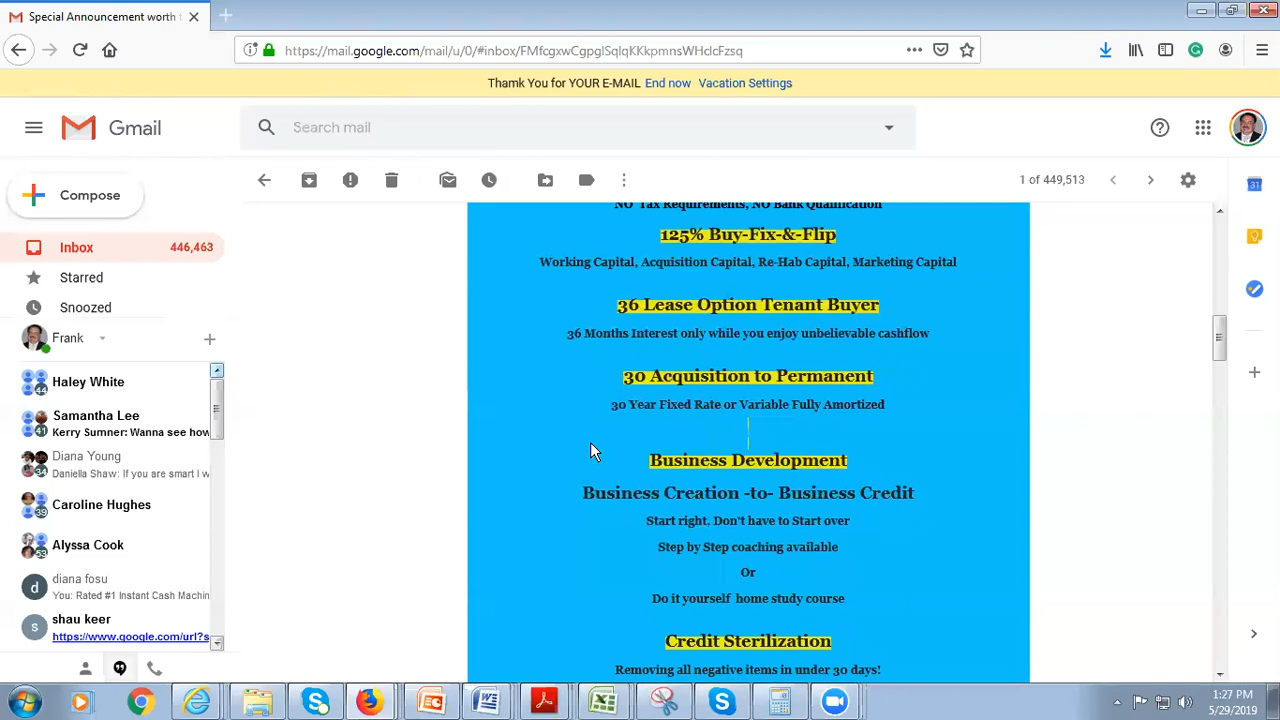 Special Announcement worth t
https://mail.google.com/mail/u/0/#inbox/FMfcgxwCgpglSqlqKKkpmnsWHclcFzsq
Thank You for YOUR E-MAIL End now Vacation Settings
Gmail
Search mail
Compose
1 of 449,513
31
Inbox 446,463
Starred
Snoozed
Frank
Haley White
44
Samantha Lee
41
Kerry Sumner: Wanna see how
Diana Young
34
Daniella Shaw: If you are smart I w
Caroline Hughes
39
Alyssa Cook
53
diana fosu
d
You: Rated #1 Instant Cash Machin
shau keer
s
https://www.google.com/url?s
NO Tax Requirements, NO Bank Qualification
125% Buy-Fix-&-Flip
Working Capital, Acquisition Capital, Re-Hab Capital, Marketing Capital
36 Lease Option Tenant Buyer
36 Months Interest only while you enjoy unbelievable cashflow
30 Acquisition to Permanent
30 Year Fixed Rate or Variable Fully Amortized
Business Development
Business Creation -to- Business Credit
Start right, Don't have to Start over
Step by Step coaching available
Or
Do it yourself home study course
Credit Sterilization
Removing all negative items in under 30 days!
1:27 PM
5/29/2019